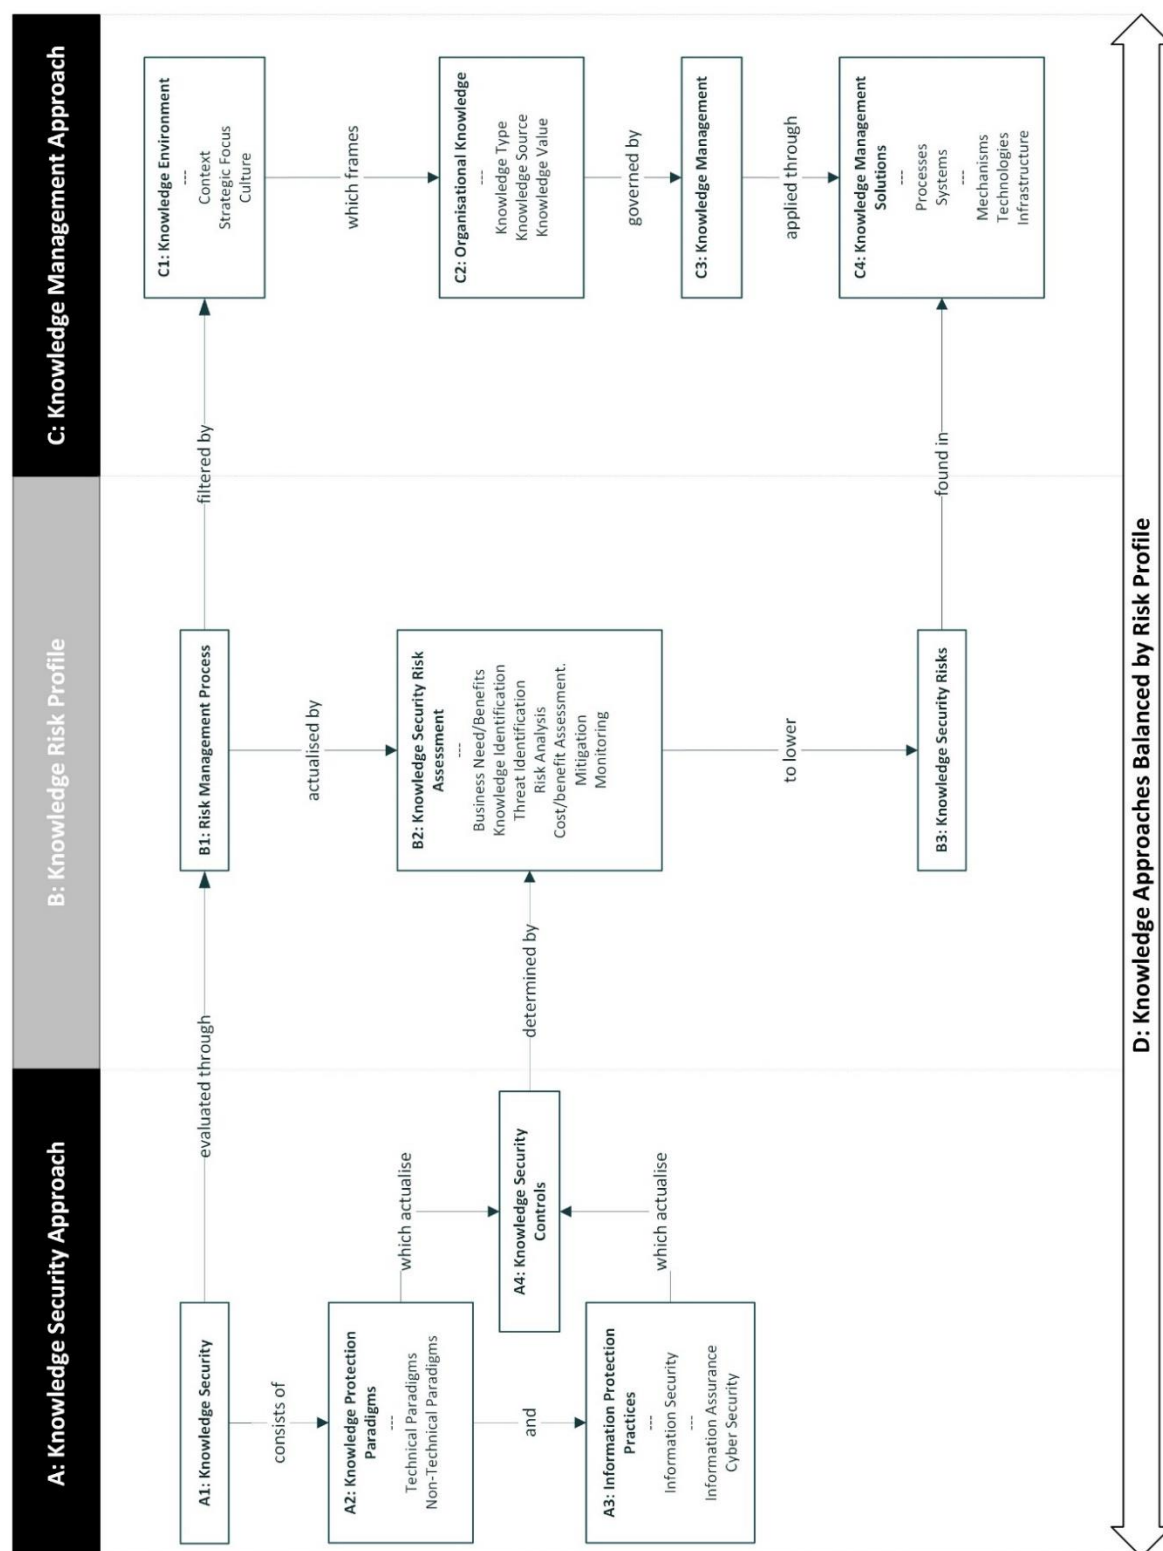 A: Knowledge Security Approach
B: Knowledge Risk Profile
C: Knowledge Management Approach
A1: Knowledge Security
evaluated through
B1: Risk Management Process
filtered by
C1: Knowledge Environment
---
Context
Strategic Focus
Culture
consists of
actualised by
which frames
A2: Knowledge Protection
Paradigms
---
Technical Paradigms
Non-Technical Paradigms
which actualise
and
A3: Information Protection
Practices
---
Information Security
---
Information Assurance
Cyber Security
which actualise
A4: Knowledge Security
Controls
determined by
B2: Knowledge Security Risk
Assessment
---
Business Need/Benefits
Knowledge Identification
Threat Identification
Risk Analysis
Cost/benefit Assessment.
Mitigation
Monitoring
to lower
B3: Knowledge Security Risks
found in
C2: Organisational Knowledge
---
Knowledge Type
Knowledge Source
Knowledge Value
governed by
C3: Knowledge Management
applied through
C4: Knowledge Management
Solutions
---
Processes
Systems
---
Mechanisms
Technologies
Infrastructure
D: Knowledge Approaches Balanced by Risk Profile